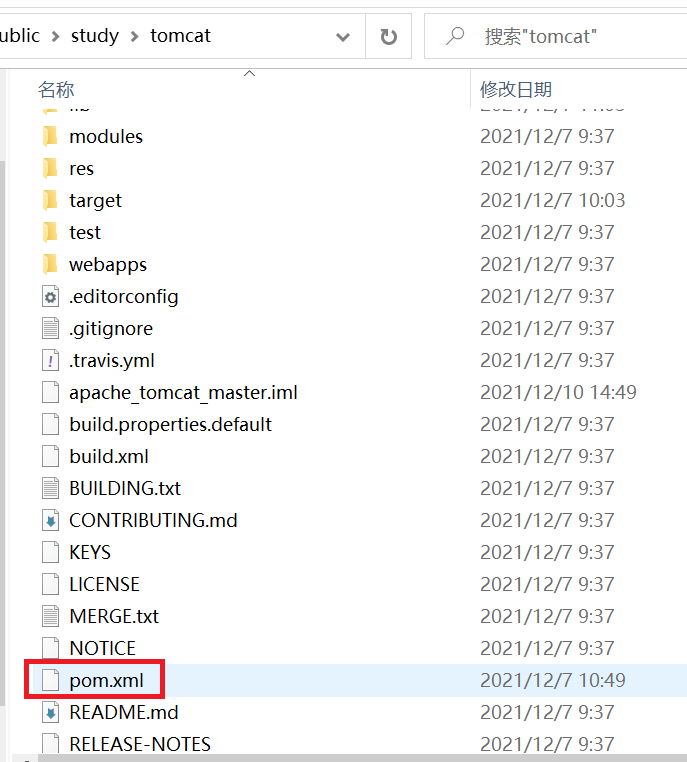 ublic › study › tomcat 搜索"tomcat"
名称 修改日期
modules 2021/12/7 9:37
res 2021/12/7 9:37
target 2021/12/7 10:03
test 2021/12/7 9:37
webapps 2021/12/7 9:37
.editorconfig 2021/12/7 9:37
.gitignore 2021/12/7 9:37
.travis.yml 2021/12/7 9:37
apache_tomcat_master.iml 2021/12/10 14:49
build.properties.default 2021/12/7 9:37
build.xml 2021/12/7 9:37
BUILDING.txt 2021/12/7 9:37
CONTRIBUTING.md 2021/12/7 9:37
KEYS 2021/12/7 9:37
LICENSE 2021/12/7 9:37
MERGE.txt 2021/12/7 9:37
NOTICE 2021/12/7 9:37
pom.xml 2021/12/7 10:49
README.md 2021/12/7 9:37
RELEASE-NOTES 2021/12/7 9:37